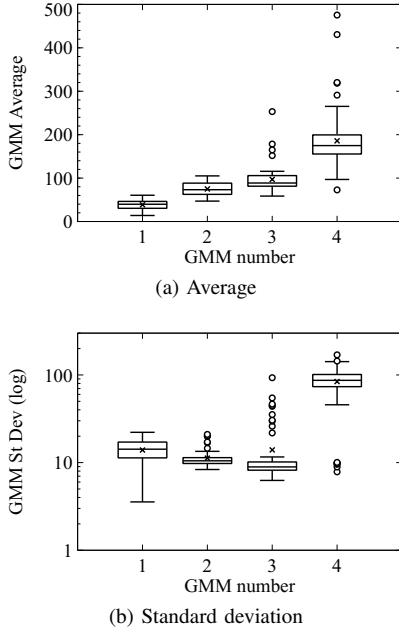 500
400
300
200
100
0
GMM Average
1 2 3 4
GMM number
(a) Average
100
10
1
GMM St Dev (log)
1 2 3 4
GMM number
(b) Standard deviation